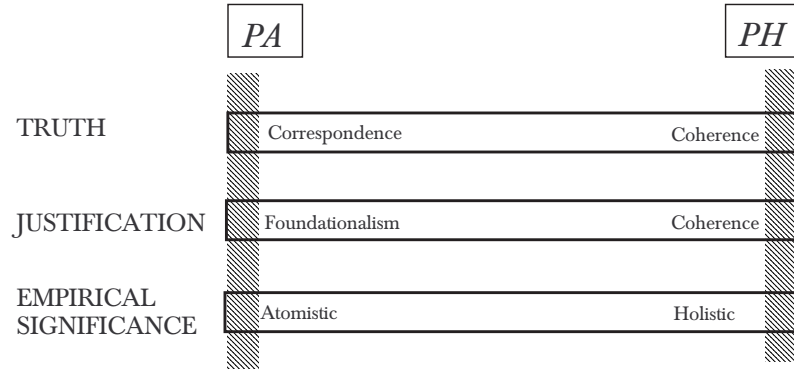 PA PH
TRUTH Correspondence Coherence
JUSTIFICATION Foundationalism Coherence
EMPIRICAL
SIGNIFICANCE Atomistic Holistic